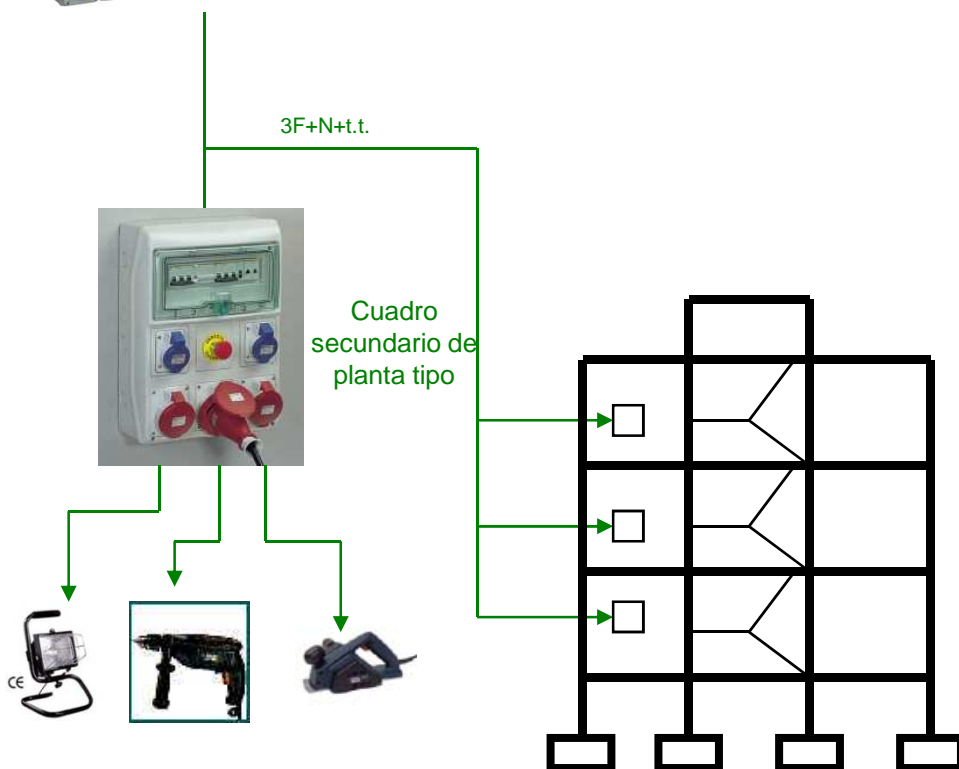 3F+N+t.t.
Cuadro
secundario de
planta tipo
CE